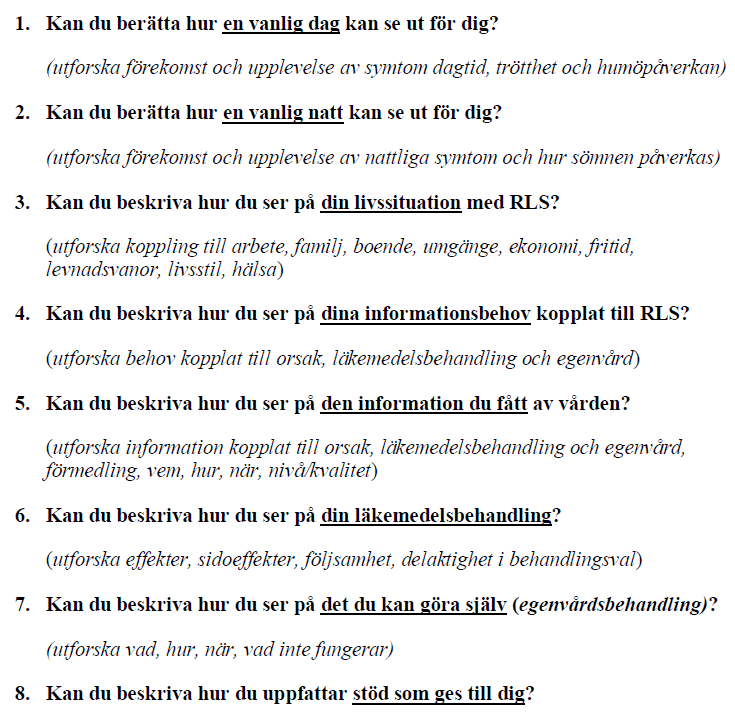 1. Kan du berätta hur en vanlig dag kan se ut för dig?
(utforska förekomst och upplevelse av symtom dagtid, trötthet och humöpåverkan)
2. Kan du berätta hur en vanlig natt kan se ut för dig?
(utforska förekomst och upplevelse av nattliga symtom och hur sömnen påverkas)
3. Kan du beskriva hur du ser på din livssituation med RLS?
(utforska koppling till arbete, familj, boende, umgänge, ekonomi, fritid,
levnadsvanor, livsstil, hälsa)
4. Kan du beskriva hur du ser på dina informationsbehov kopplat till RLS?
(utforska behov kopplat till orsak, läkemedelsbehandling och egenvård)
5. Kan du beskriva hur du ser på den information du fått av vården?
(utforska information kopplat till orsak, läkemedelsbehandling och egenvård,
förmedling, vem, hur, när, nivå/kvalitet)
6. Kan du beskriva hur du ser på din läkemedelsbehandling?
(utforska effekter, sidoeffekter, följsamhet, delaktighet i behandlingsval)
7. Kan du beskriva hur du ser på det du kan göra själv (egenvårdsbehandling)?
(utforska vad, hur, när, vad inte fungerar)
8. Kan du beskriva hur du uppfattar stöd som ges till dig?